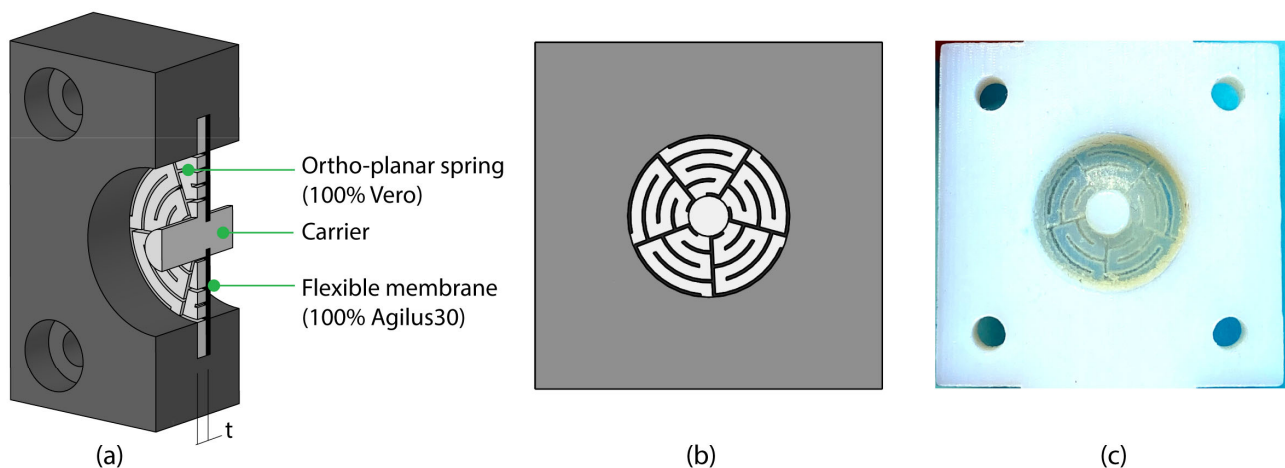 Ortho-planar spring
(100% Vero)
Carrier
Flexible membrane
(100% Agilus30)
t
(a)
(b)
(c)